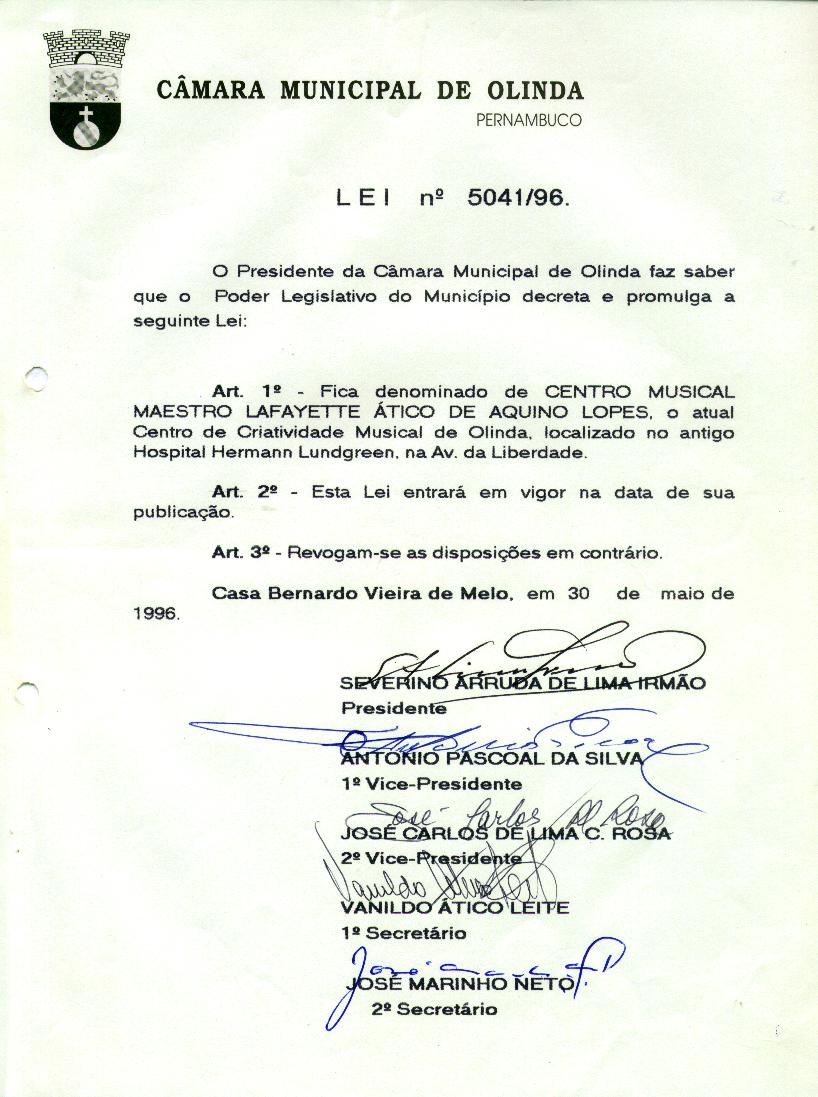 CÂMARA MUNICIPAL DE OLINDA
PERNAMBUCO
LEI nº 5041/96.
O Presidente da Câmara Municipal de Olinda faz saber
que o Poder Legislativo do Município decreta e promulga a
seguinte Lei:
Art. 1º - Fica denominado de CENTRO MUSICAL
MAESTRO LAFAYETTE ÁTICO DE AQUINO LOPES, o atual
Centro de Criatividade Musical de Olinda, localizado no antigo
Hospital Hermann Lundgreen, na Av. da Liberdade.
Art. 2º - Esta Lei entrará em vigor na data de sua
publicação.
Art. 3º - Revogam-se as disposições em contrário.
Casa Bernardo Vieira de Melo, em 30 de maio de
1996.
SEVERINO ARRUDA DE LIMA IRMÃO
Presidente
ANTONIO PASCOAL DA SILVA
1º Vice-Presidente
José Carlos
JOSÉ CARLOS DE LIMA C. ROSA
2º Vice-Presidente
Vanildo
VANILDO ÁTICO LEITE
1º Secretário
JOSÉ MARINHO NETO
2º Secretário